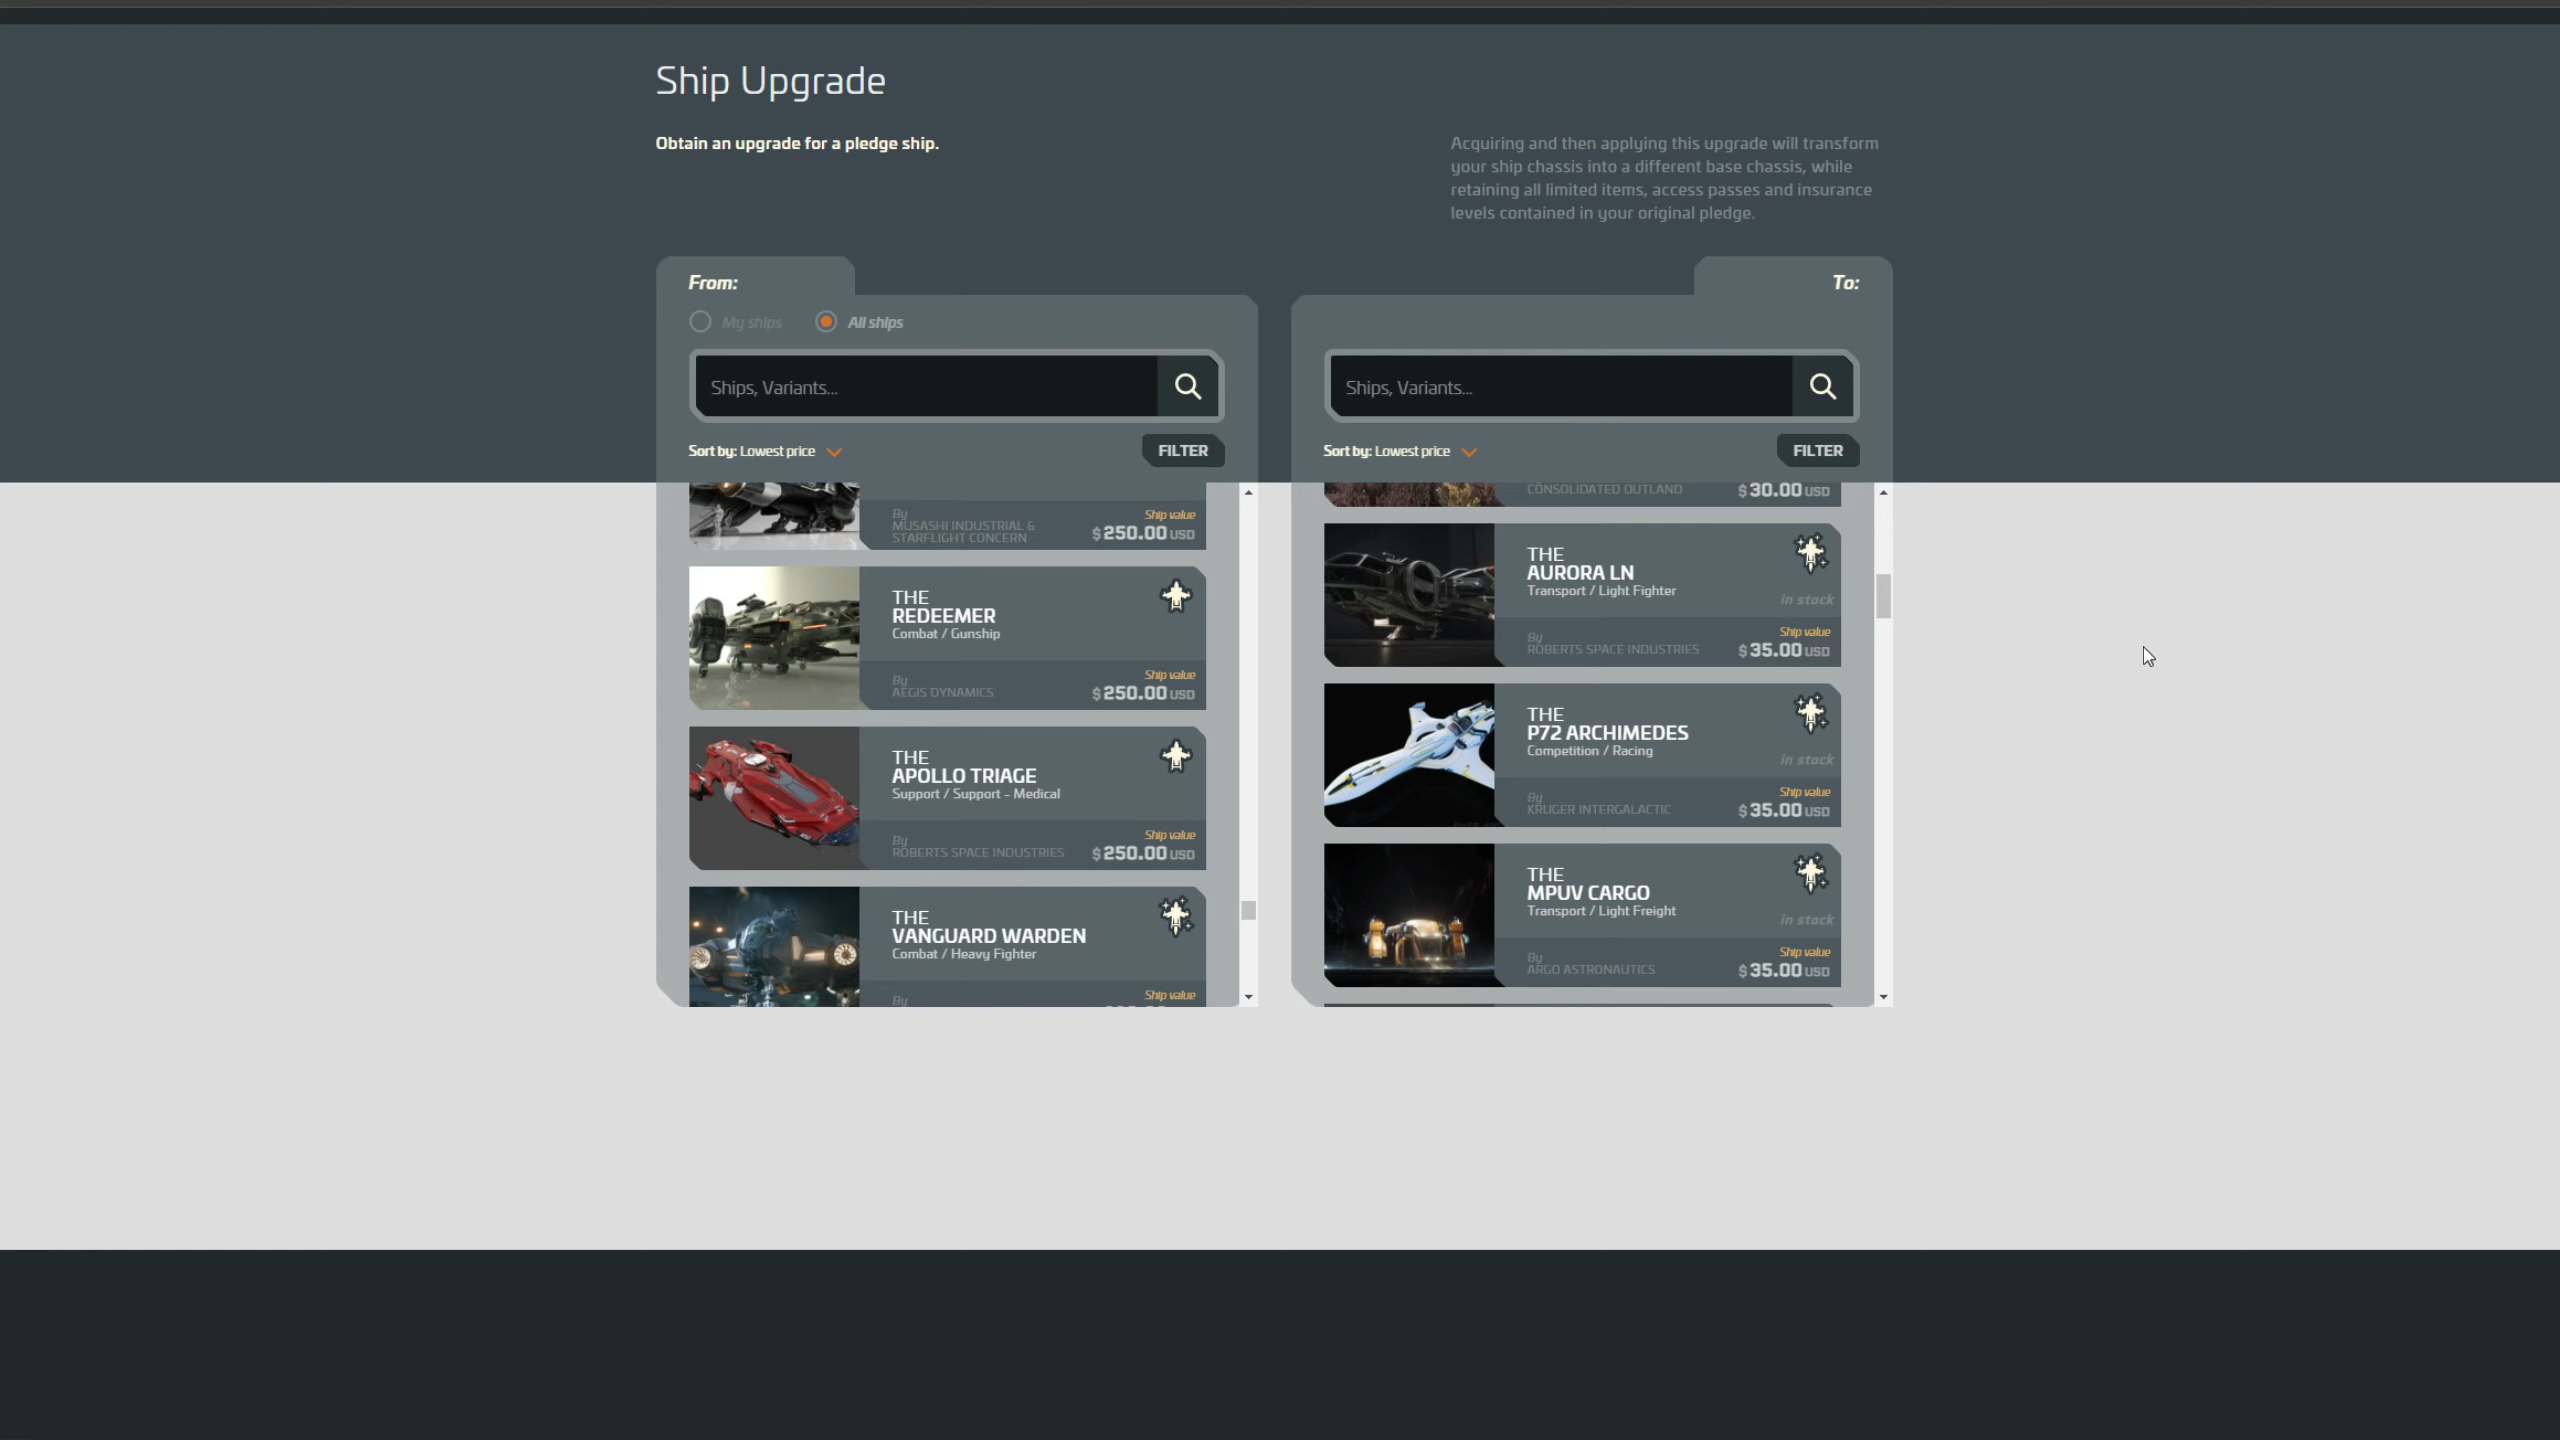 Ship Upgrade
Obtain an upgrade for a pledge ship.
Acquiring and then applying this upgrade will transform
your ship chassis into a different base chassis, while
retaining all limited items, access passes and insurance
levels contained in your original pledge.
From:
My ships
All ships
Ships, Variants...
Sort by: Lowest price
FILTER
By
MUSASHI INDUSTRIAL &
STARFLIGHT CONCERN
Ship value
$250.00 USD
THE
REDEEMER
Combat / Gunship
By
AEGIS DYNAMICS
Ship value
$250.00 USD
THE
APOLLO TRIAGE
Support / Support - Medical
By
ROBERTS SPACE INDUSTRIES
Ship value
$250.00 USD
THE
VANGUARD WARDEN
Combat / Heavy Fighter
By
Ship value
To:
Ships, Variants...
Sort by: Lowest price
FILTER
CONSOLIDATED OUTLAND
$30.00 USD
THE
AURORA LN
Transport / Light Fighter
in stock
By
ROBERTS SPACE INDUSTRIES
Ship value
$35.00 USD
THE
P72 ARCHIMEDES
Competition / Racing
in stock
By
KRUGER INTERGALACTIC
Ship value
$35.00 USD
THE
MPUV CARGO
Transport / Light Freight
in stock
By
ARGO ASTRONAUTICS
Ship value
$35.00 USD